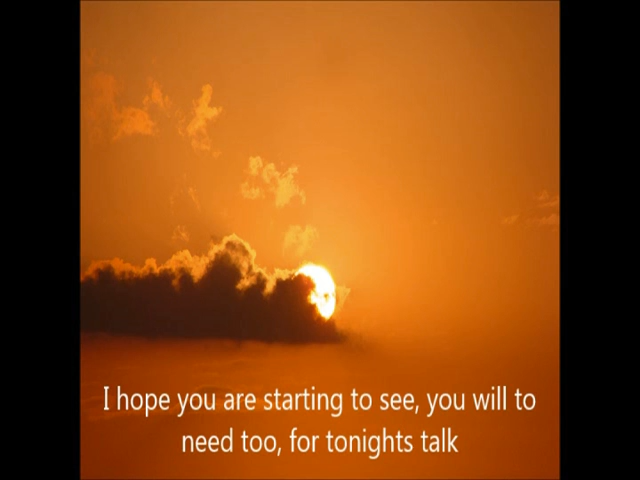 I hope you are starting to see, you will to
need too, for tonights talk